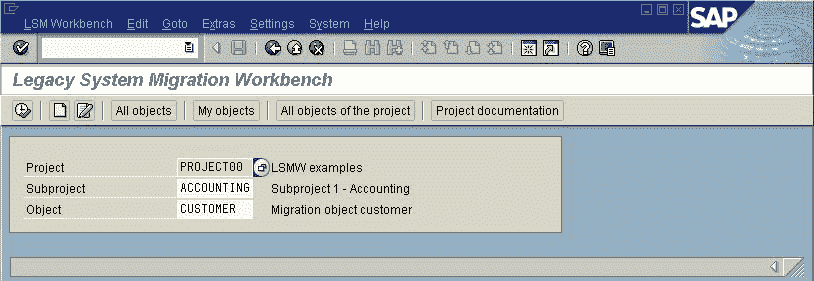 LSM Workbench Edit Goto Extras Settings System Help
SAP
Legacy System Migration Workbench
All objects My objects All objects of the project Project documentation
Project PROJECT00 LSMW examples
Subproject ACCOUNTING Subproject 1 - Accounting
Object CUSTOMER Migration object customer